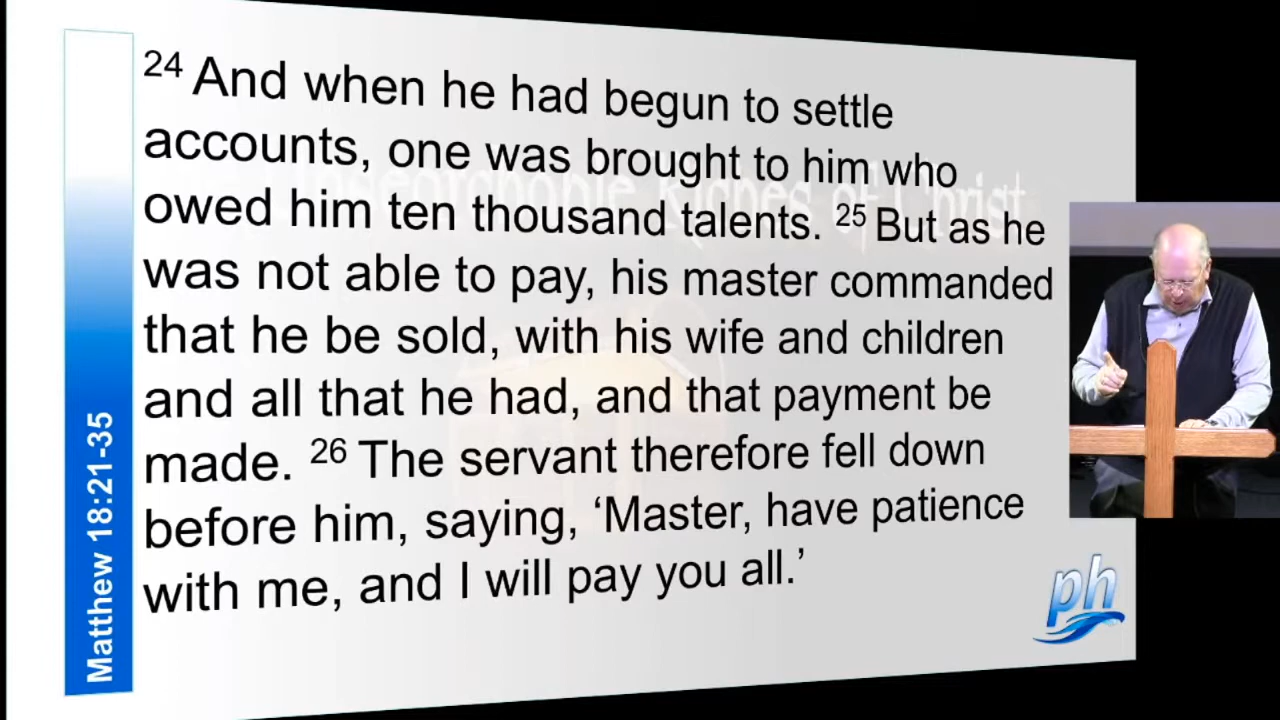 24 And when he had begun to settle
accounts, one was brought to him who
owed him ten thousand talents. 25 But as he
was not able to pay, his master commanded
that he be sold, with his wife and children
and all that he had, and that payment be
made. 26 The servant therefore fell down
before him, saying, ‘Master, have patience
with me, and I will pay you all.’
Matthew 18:21-35
Riches of Christ
ph